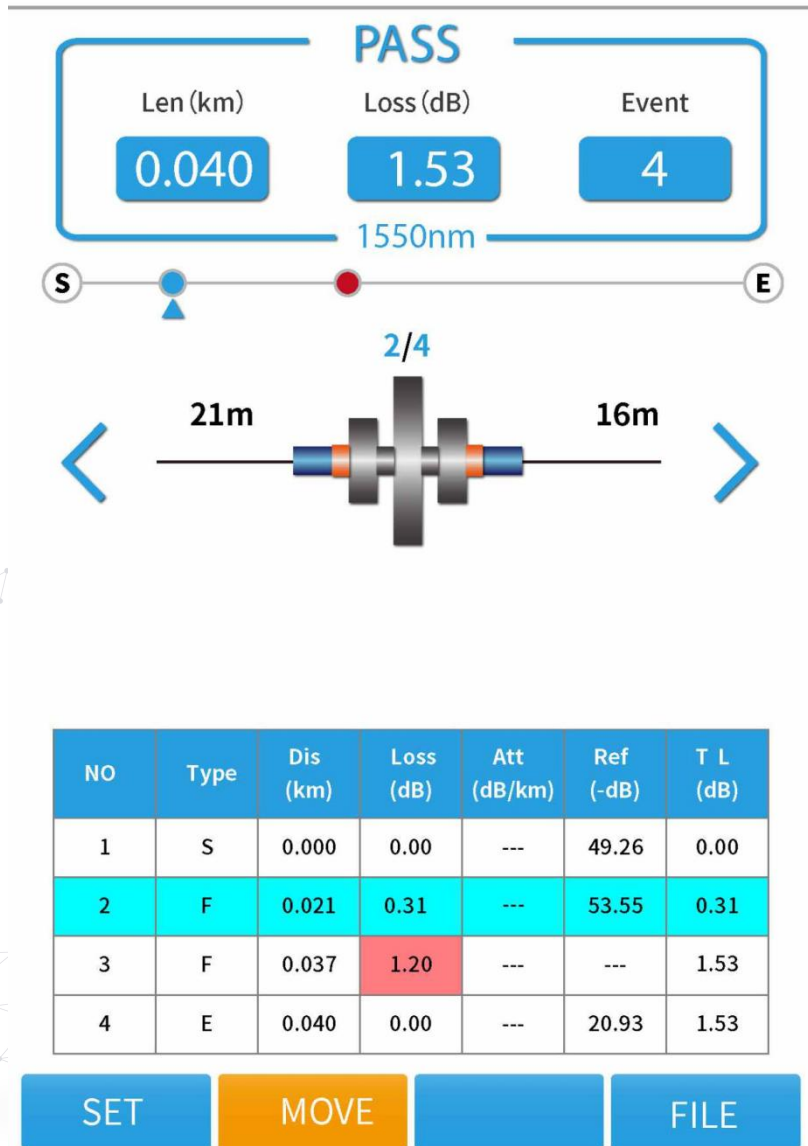 PASS
Len(km) Loss(dB) Event
0.040 1.53 4
1550nm
S E
2/4
21m 16m
NO Type Dis (km) Loss (dB) Att (dB/km) Ref (-dB) T L (dB)
1 S 0.000 0.00 --- 49.26 0.00
2 F 0.021 0.31 --- 53.55 0.31
3 F 0.037 1.20 --- --- 1.53
4 E 0.040 0.00 --- 20.93 1.53
SET MOVE FILE